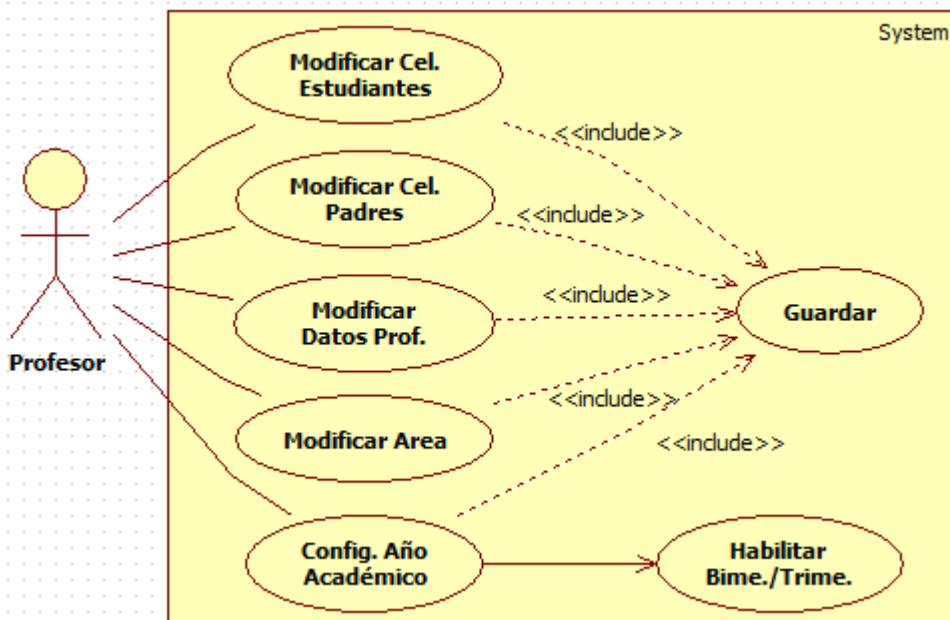 System
Modificar Cel.
Estudiantes
<<include>>
Modificar Cel.
Padres
<<include>>
Modificar
Datos Prof.
<<include>>
Guardar
Profesor
Modificar Area
<<include>>
<<include>>
Config. Año
Académico
Habilitar
Bime./Trime.